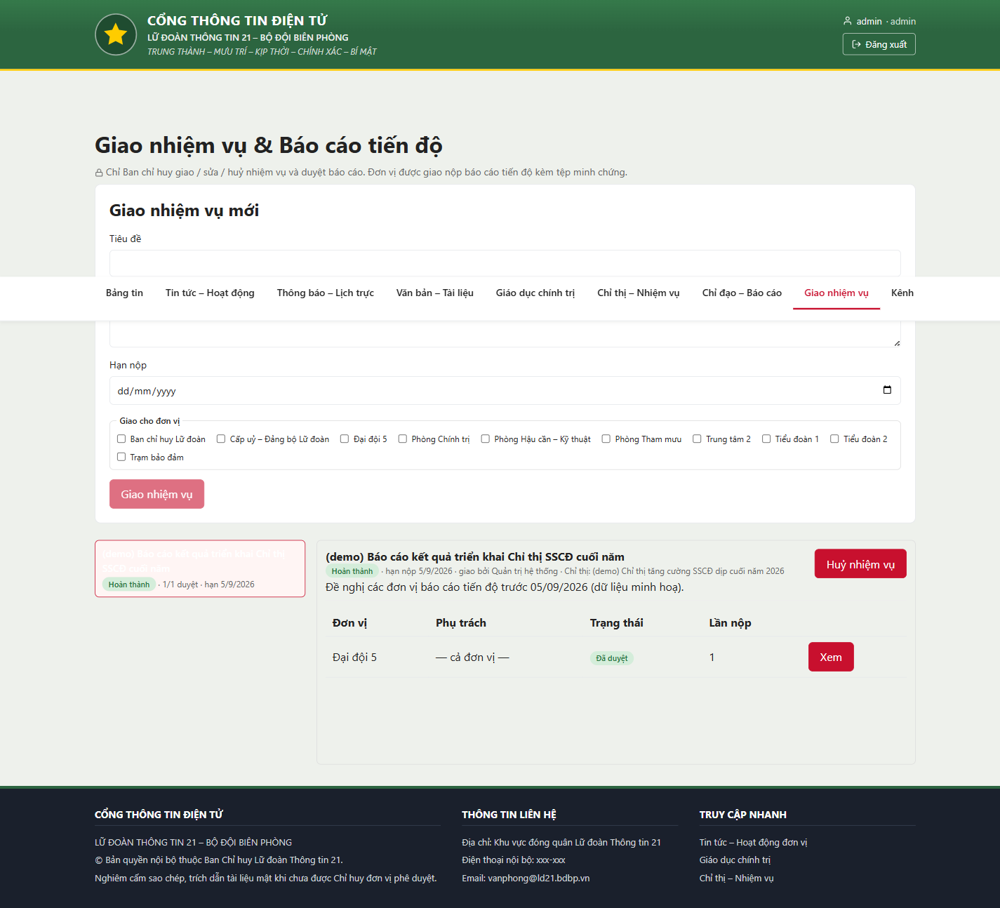 CỔNG THÔNG TIN ĐIỆN TỬ
LỮ ĐOÀN THÔNG TIN 21 – BỘ ĐỘI BIÊN PHÒNG
TRUNG THÀNH – MƯU TRÍ – KỊP THỜI – CHÍNH XÁC – BÍ MẬT
admin · admin
Đăng xuất
Giao nhiệm vụ & Báo cáo tiến độ
Chỉ Ban chỉ huy giao / sửa / huỷ nhiệm vụ và duyệt báo cáo. Đơn vị được giao nộp báo cáo tiến độ kèm tệp minh chứng.
Giao nhiệm vụ mới
Tiêu đề
Bảng tin
Tin tức – Hoạt động
Thông báo – Lịch trực
Văn bản – Tài liệu
Giáo dục chính trị
Chỉ thị – Nhiệm vụ
Chỉ đạo – Báo cáo
Giao nhiệm vụ
Kênh
Hạn nộp
dd/mm/yyyy
Giao cho đơn vị
Ban chỉ huy Lữ đoàn
Cấp uỷ – Đảng bộ Lữ đoàn
Đại đội 5
Phòng Chính trị
Phòng Hậu cần – Kỹ thuật
Phòng Tham mưu
Trung tâm 2
Tiểu đoàn 1
Tiểu đoàn 2
Trạm bảo đảm
Giao nhiệm vụ
(demo) Báo cáo kết quả triển khai Chỉ thị
SSCĐ cuối năm
Hoàn thành · 1/1 duyệt · hạn 5/9/2026
(demo) Báo cáo kết quả triển khai Chỉ thị SSCĐ cuối năm
Hoàn thành · hạn nộp 5/9/2026 · giao bởi Quản trị hệ thống · Chỉ thị: (demo) Chỉ thị tăng cường SSCĐ dịp cuối năm 2026
Đề nghị các đơn vị báo cáo tiến độ trước 05/09/2026 (dữ liệu minh hoạ).
Huỷ nhiệm vụ
Đơn vị
Phụ trách
Trạng thái
Lần nộp
Đại đội 5
— cả đơn vị —
Đã duyệt
1
Xem
CỔNG THÔNG TIN ĐIỆN TỬ
LỮ ĐOÀN THÔNG TIN 21 – BỘ ĐỘI BIÊN PHÒNG
© Bản quyền nội bộ thuộc Ban Chỉ huy Lữ đoàn Thông tin 21.
Nghiêm cấm sao chép, trích dẫn tài liệu mật khi chưa được Chỉ huy đơn vị phê duyệt.
THÔNG TIN LIÊN HỆ
Địa chỉ: Khu vực đóng quân Lữ đoàn Thông tin 21
Điện thoại nội bộ: xxx-xxx
Email: vanphong@ld21.bdbp.vn
TRUY CẬP NHANH
Tin tức – Hoạt động đơn vị
Giáo dục chính trị
Chỉ thị – Nhiệm vụ